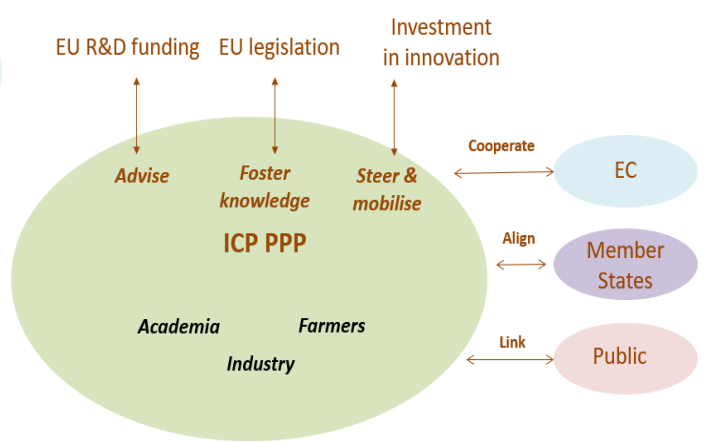 EU R&D funding
EU legislation
Investment
in innovation
Advise
Foster
knowledge
Steer &
mobilise
ICP PPP
Academia
Farmers
Industry
Cooperate
EC
Align
Member
States
Link
Public